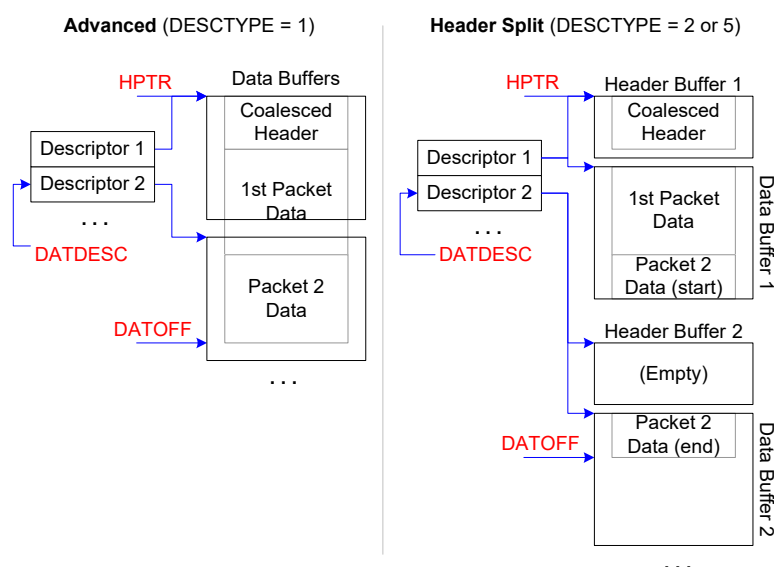 Advanced (DESCTYPE = 1)
HPTR
Data Buffers
Coalesced
Header
Descriptor 1
Descriptor 2
1st Packet
Data
. . .
DATDESC
Packet 2
Data
DATOFF
. . .
Header Split (DESCTYPE = 2 or 5)
HPTR
Header Buffer 1
Coalesced
Header
Descriptor 1
Descriptor 2
1st Packet
Data
. . .
DATDESC
Packet 2
Data (start)
Data Buffer 1
Header Buffer 2
(Empty)
Packet 2
Data (end)
DATOFF
Data Buffer 2
. . .